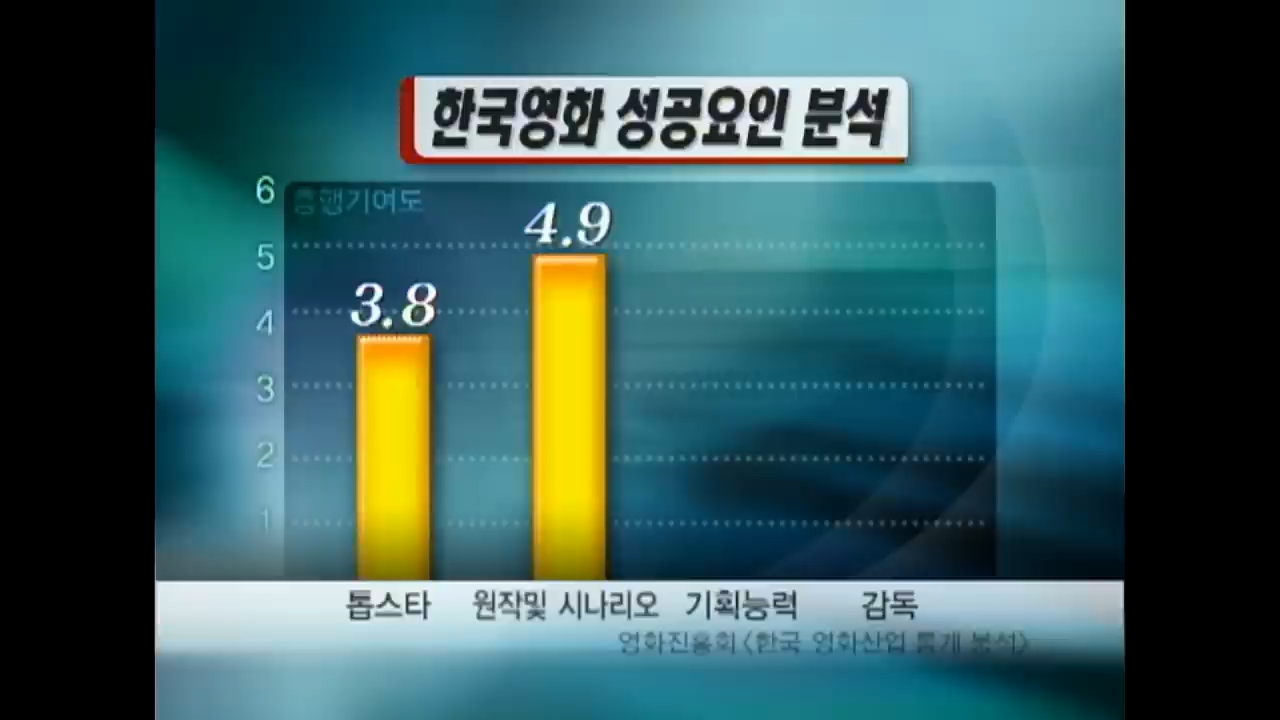 한국영화 성공요인 분석
흥행기여도
6
5
4
3
2
1
3.8
4.9
톱스타 원작및 시나리오 기획능력 감독
영화진흥회〈한국 영화산업 통계 분석〉